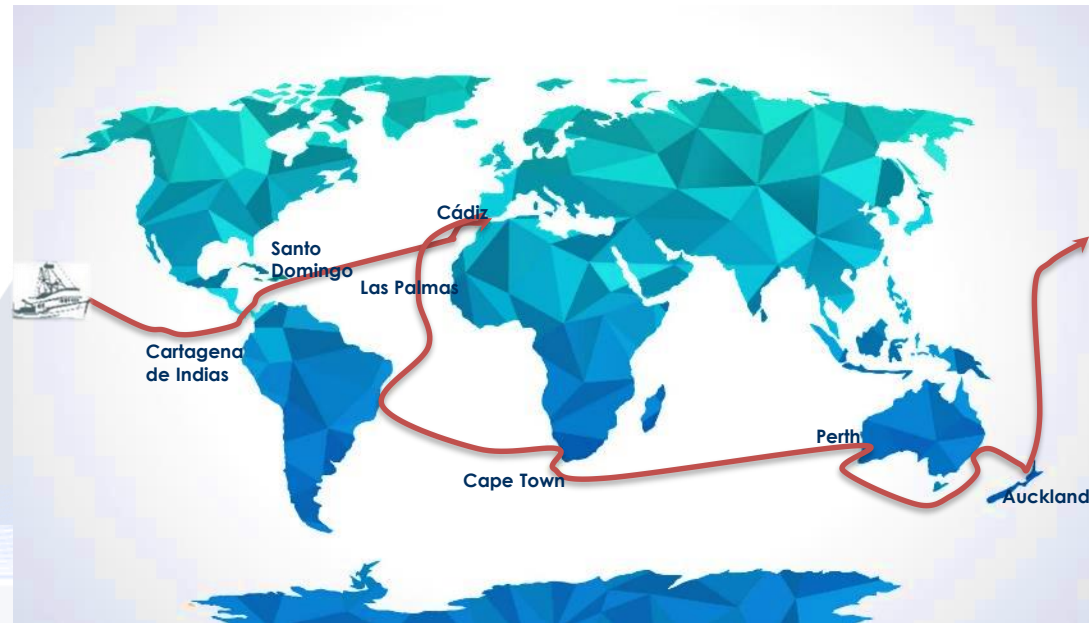 Cádiz
Santo
Domingo
Las Palmas
Cartagena
de Indias
Perth
Cape Town
Auckland